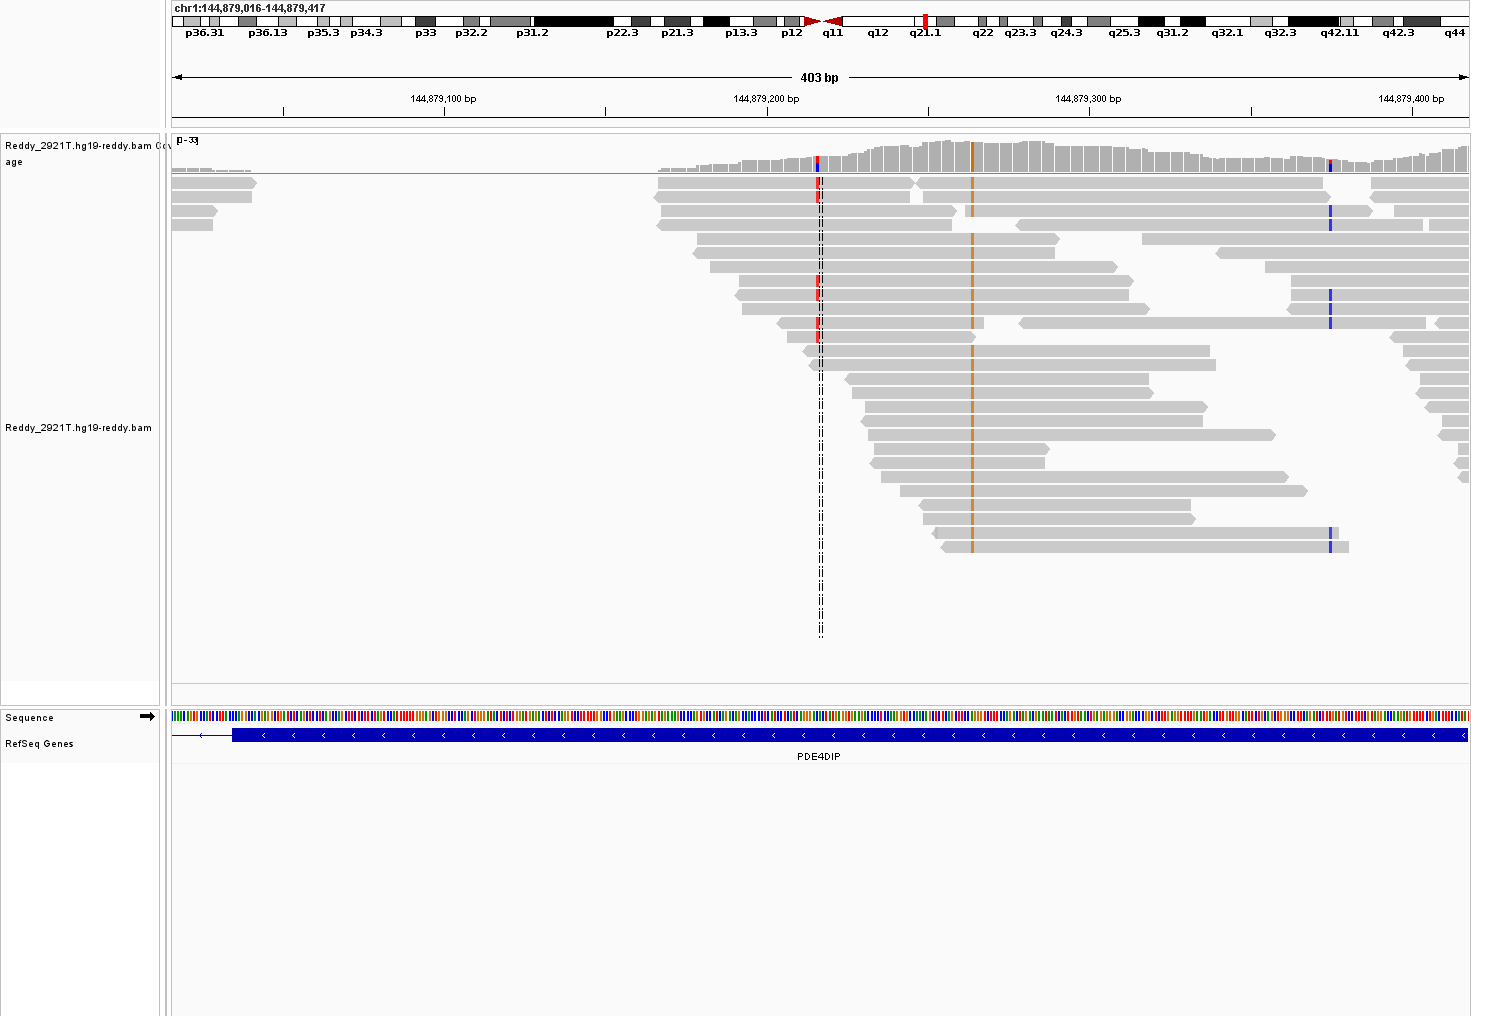 chr1:144,879,016-144,879,417
p36.31 p36.13 p35.3 p34.3 p33 p32.2 p31.2 p22.3 p21.3 p13.3 p12 q11 q12 q21.1 q22 q23.3 q24.3 q25.3 q31.2 q32.1 q32.3 q42.11 q42.3 q44
403 bp
144,879,100 bp 144,879,200 bp 144,879,300 bp 144,879,400 bp
[0-33]
Reddy_2921T.hg19-reddy.bam Cov
age
Reddy_2921T.hg19-reddy.bam
Sequence
RefSeq Genes
PDE4DIP